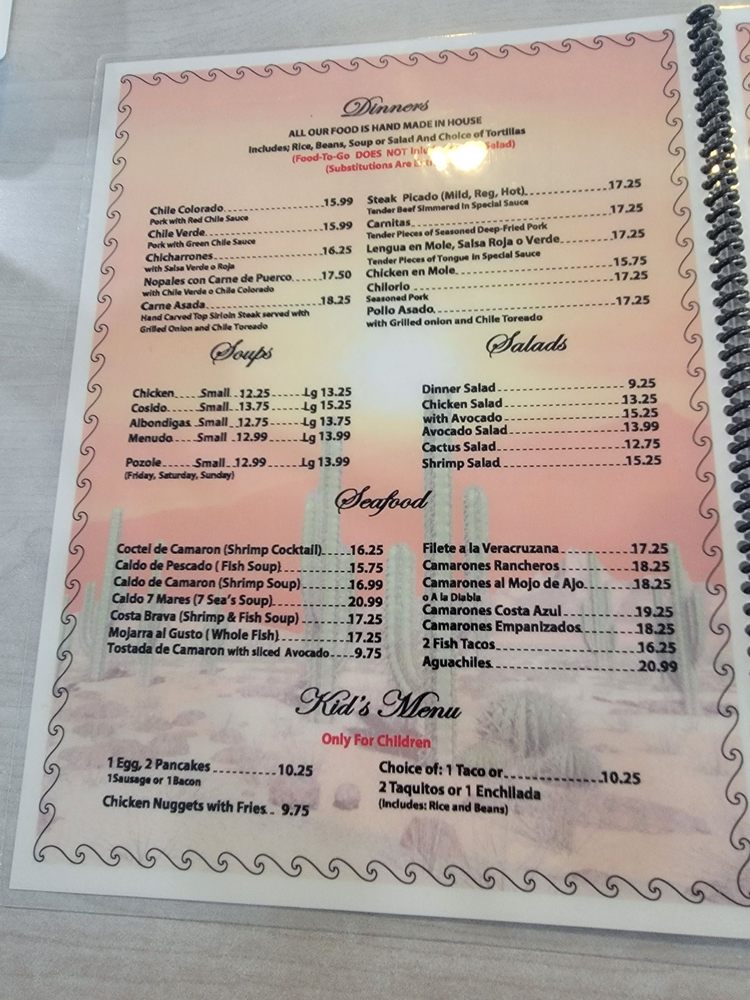 Dinners
ALL OUR FOOD IS HAND MADE IN HOUSE
Includes; Rice, Beans, Soup or Salad And Choice of Tortillas
(Food-To-Go DOES NOT Salad)
(Substitutions Are
Chile Colorado 15.99
Pork with Red Chile Sauce
Chile Verde 15.99
Pork with Green Chile Sauce
Chicharrones 16.25
with Salsa Verde o Roja
Nopales con Carne de Puerco 17.50
with Chile Verde o Chile Colorado
Carne Asada 18.25
Hand Carved Top Sirloin Steak served with
Grilled Onion and Chile Toreado
Steak Picado (Mild, Reg, Hot) 17.25
Tender Beef Simmered in Special Sauce
Carnitas 17.25
Tender Pieces of Seasoned Deep-Fried Pork
Lengua en Mole, Salsa Roja o Verde 17.25
Tender Pieces of Tongue in Special Sauce
Chicken en Mole 15.75
Chilorio 17.25
Seasoned Pork
Pollo Asado 17.25
with Grilled onion and Chile Toreado
Soups
Chicken Small 12.25 Lg 13.25
Cosido Small 13.75 Lg 15.25
Albondigas Small 12.75 Lg 13.75
Menudo Small 12.99 Lg 13.99
Pozole Small 12.99 Lg 13.99
(Friday, Saturday, Sunday)
Salads
Dinner Salad 9.25
Chicken Salad 13.25
with Avocado 15.25
Avocado Salad 13.99
Cactus Salad 12.75
Shrimp Salad 15.25
Seafood
Coctel de Camaron (Shrimp Cocktail) 16.25
Caldo de Pescado ( Fish Soup) 15.75
Caldo de Camaron (Shrimp Soup) 16.99
Caldo 7 Mares (7 Sea's Soup) 20.99
Costa Brava (Shrimp & Fish Soup) 17.25
Mojarra al Gusto ( Whole Fish) 17.25
Tostada de Camaron with sliced Avocado 9.75
Filete a la Veracruzana 17.25
Camarones Rancheros 18.25
Camarones al Mojo de Ajo 18.25
o A la Diabla
Camarones Costa Azul 19.25
Camarones Empanizados 18.25
2 Fish Tacos 16.25
Aguachiles 20.99
Kid's Menu
Only For Children
1 Egg, 2 Pancakes 10.25
1 Sausage or 1 Bacon
Chicken Nuggets with Fries 9.75
Choice of: 1 Taco or 10.25
2 Taquitos or 1 Enchilada
(Includes: Rice and Beans)